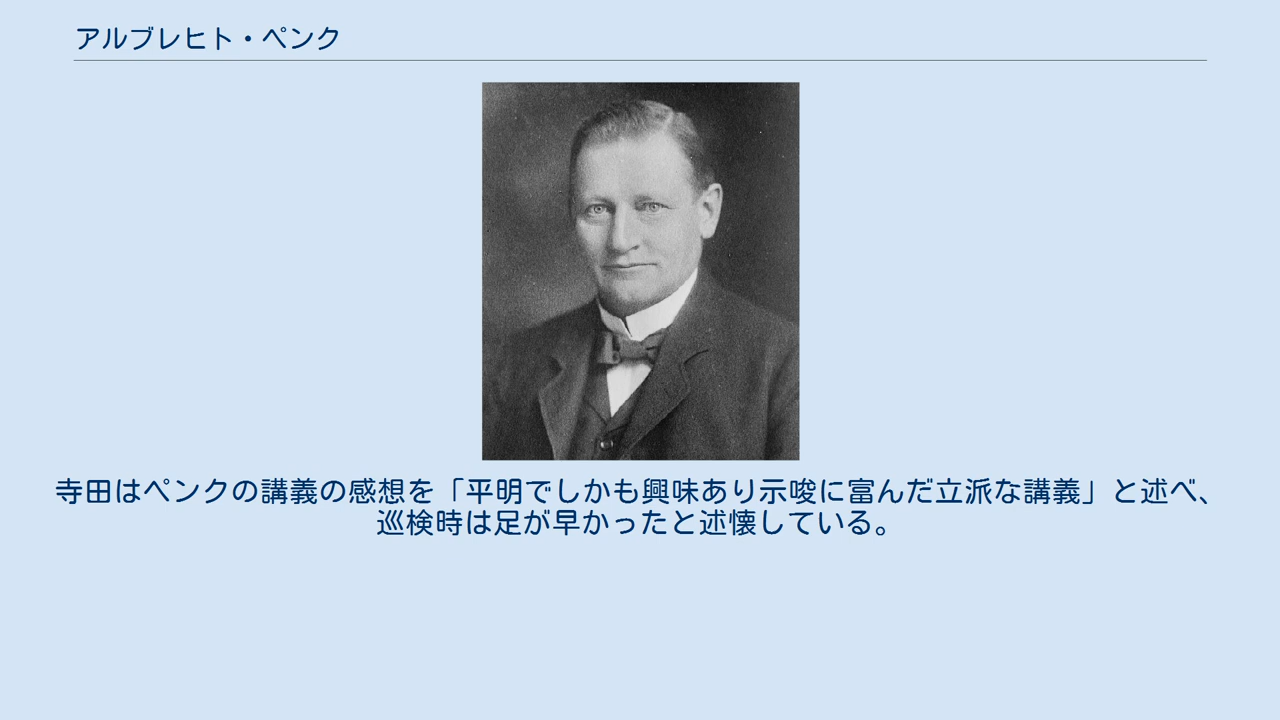 アルブレヒト・ペンク
寺田はペンクの講義の感想を「平明でしかも興味あり示唆に富んだ立派な講義」と述べ、
巡検時は足が早かったと述懐している。